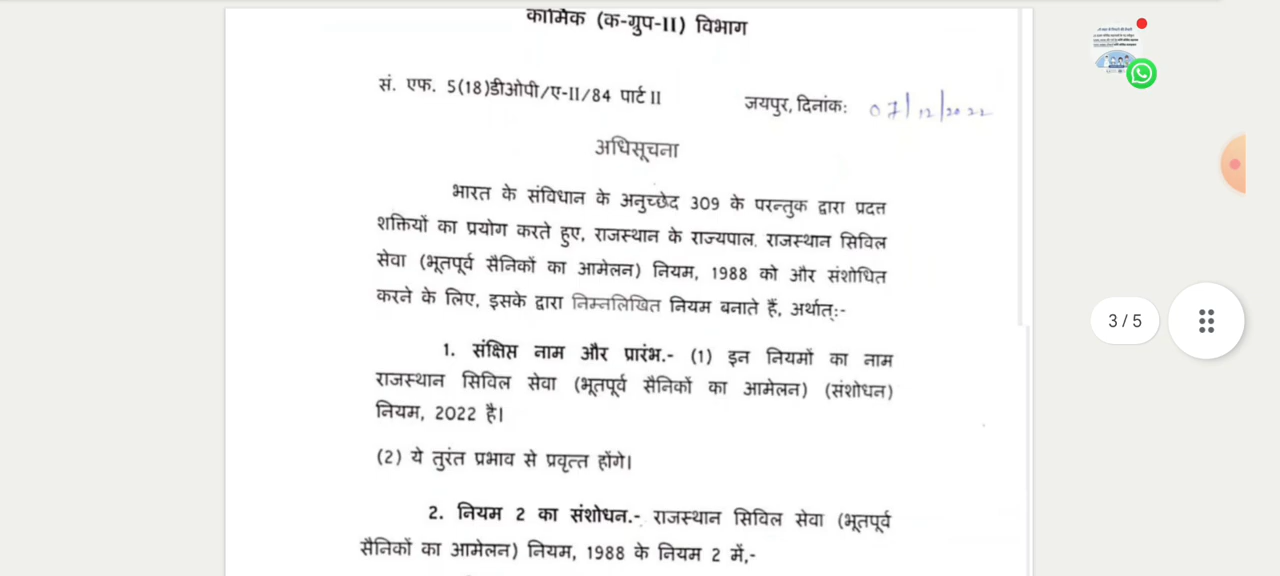 कार्मिक (क-ग्रुप-II) विभाग
सं. एफ. 5(18)डीओपी/ए-II/84 पार्ट II
जयपुर, दिनांक: 07/12/2022
अधिसूचना
भारत के संविधान के अनुच्छेद 309 के परन्तुक द्वारा प्रदत्त
शक्तियों का प्रयोग करते हुए, राजस्थान के राज्यपाल, राजस्थान सिविल
सेवा (भूतपूर्व सैनिकों का आमेलन) नियम, 1988 को और संशोधित
करने के लिए, इसके द्वारा निम्नलिखित नियम बनाते हैं, अर्थात्:-
1. संक्षिप्त नाम और प्रारंभ.- (1) इन नियमों का नाम
राजस्थान सिविल सेवा (भूतपूर्व सैनिकों का आमेलन) (संशोधन)
नियम, 2022 है।
(2) ये तुरंत प्रभाव से प्रवृत्त होंगे।
2. नियम 2 का संशोधन.- राजस्थान सिविल सेवा (भूतपूर्व
सैनिकों का आमेलन) नियम, 1988 के नियम 2 में,-
3 / 5